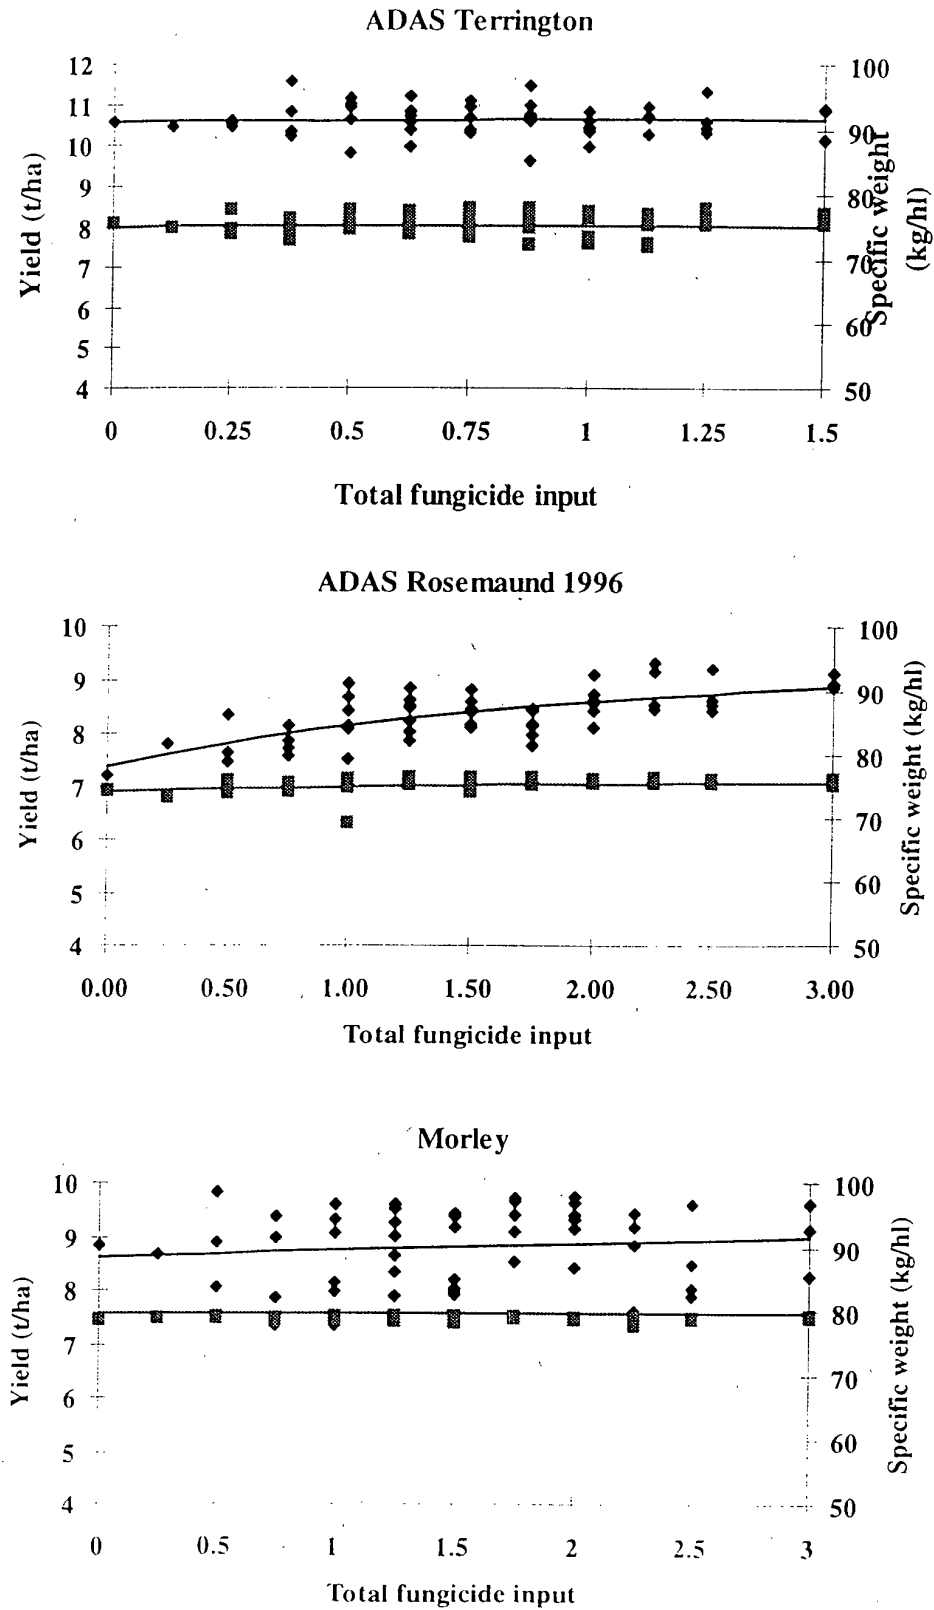 ADAS Terrington
12
11
10
9
8
7
6
5
4
100
90
80
70
60
50
Yield (t/ha)
Specific weight
(kg/hl)
0 0.25 0.5 0.75 1 1.25 1.5
Total fungicide input
ADAS Rosemaund 1996
10
9
8
7
6
5
4
100
90
80
70
60
50
Yield (t/ha)
Specific weight (kg/hl)
0.00 0.50 1.00 1.50 2.00 2.50 3.00
Total fungicide input
Morley
10
9
8
7
6
5
4
100
90
80
70
60
50
Yield (t/ha)
Specific weight (kg/hl)
0 0.5 1 1.5 2 2.5 3
Total fungicide input